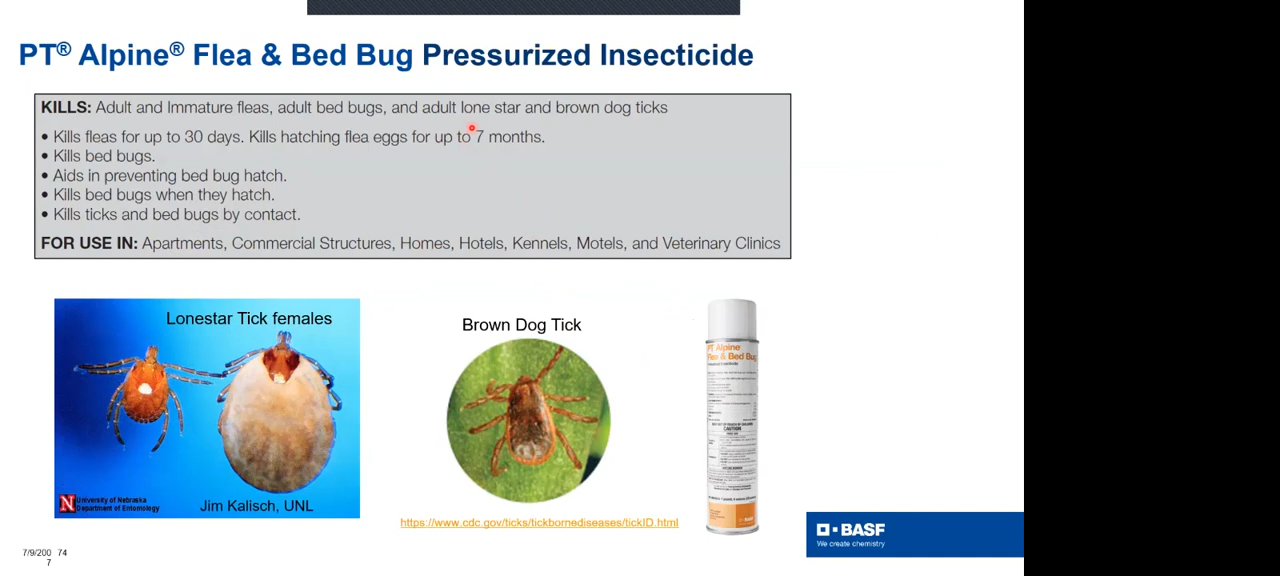 PT® Alpine® Flea & Bed Bug Pressurized Insecticide
KILLS: Adult and Immature fleas, adult bed bugs, and adult lone star and brown dog ticks
• Kills fleas for up to 30 days. Kills hatching flea eggs for up to 7 months.
• Kills bed bugs.
• Aids in preventing bed bug hatch.
• Kills bed bugs when they hatch.
• Kills ticks and bed bugs by contact.
FOR USE IN: Apartments, Commercial Structures, Homes, Hotels, Kennels, Motels, and Veterinary Clinics
Lonestar Tick females
N University of Nebraska
Department of Entomology
Jim Kalisch, UNL
Brown Dog Tick
https://www.cdc.gov/ticks/tickbornediseases/tickID.html
PT Alpine
Flea & Bed Bug
CAUTION
BASF
We create chemistry
7/9/200 74
7